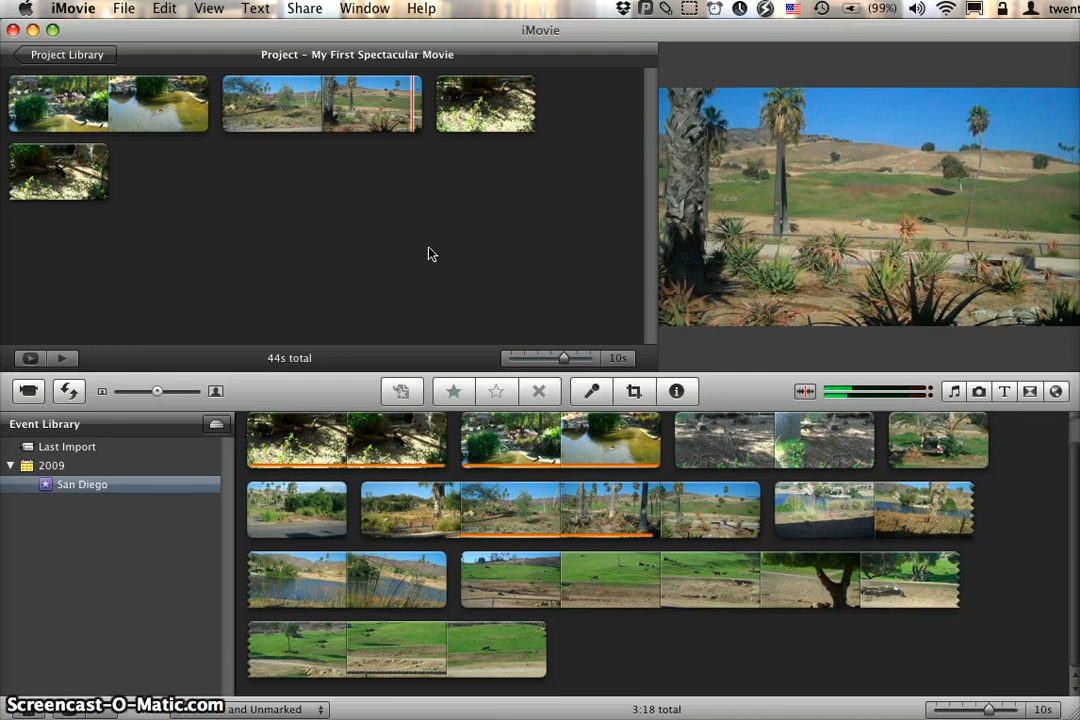 iMovie File Edit View Text Share Window Help (99%) twent
iMovie
Project Library
Project – My First Spectacular Movie
44s total
10s
Event Library
Last Import
2009
San Diego
and Unmarked
3:18 total
10s
Screencast-O-Matic.com